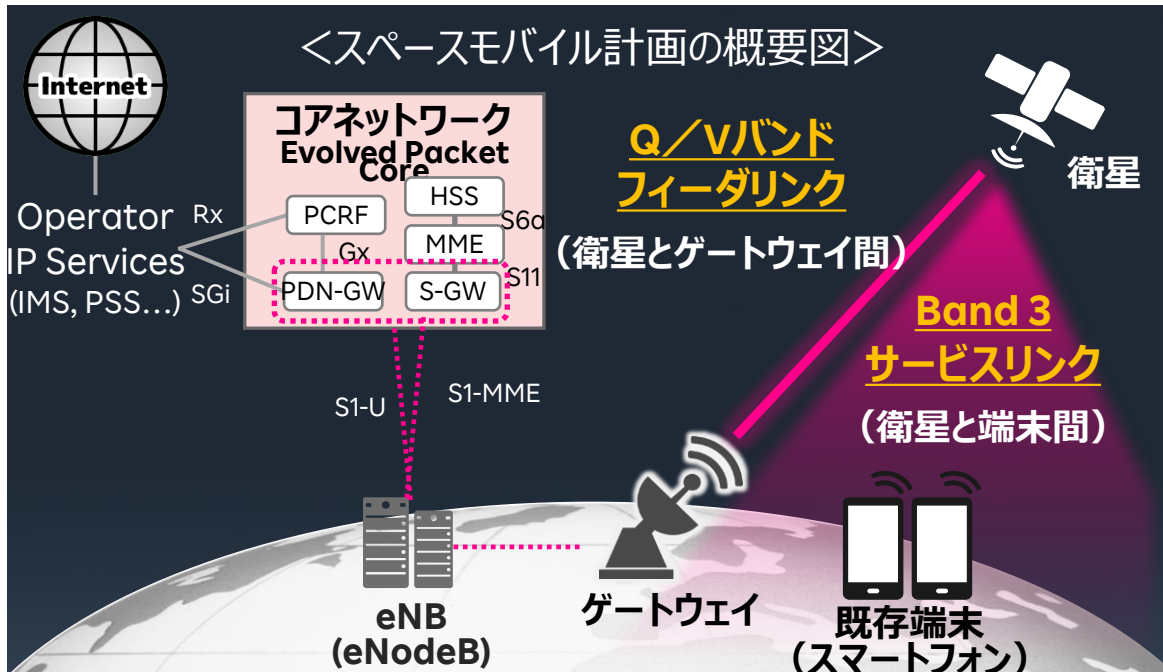 <スペースモバイル計画の概要図>
Internet
コアネットワーク
Evolved Packet
Core
HSS
PCRF
S6a
MME
Gx
S11
PDN-GW
S-GW
Operator
IP Services
(IMS, PSS…)
Rx
SGi
Q／Vバンド
フィーダリンク
（衛星とゲートウェイ間）
衛星
Band 3
サービスリンク
（衛星と端末間）
S1-U
S1-MME
eNB
(eNodeB)
ゲートウェイ
既存端末
（スマートフォン）